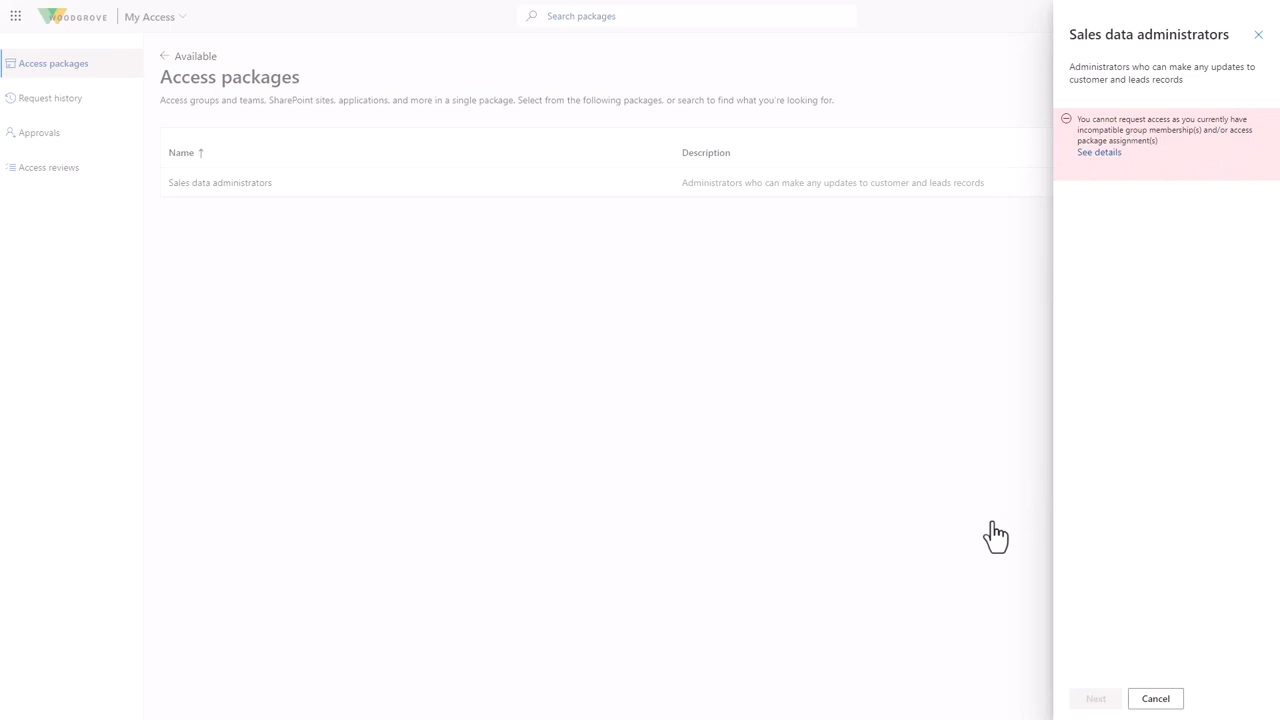 WOODGROVE
My Access
Search packages
Access packages
Request history
Approvals
Access reviews
Available
Access packages
Access groups and teams, SharePoint sites, applications, and more in a single package. Select from the following packages, or search to find what you're looking for.
Name ↑ Description
Sales data administrators Administrators who can make any updates to customer and leads records
Sales data administrators
Administrators who can make any updates to
customer and leads records
You cannot request access as you currently have
incompatible group membership(s) and/or access
package assignment(s)
See details
Next Cancel